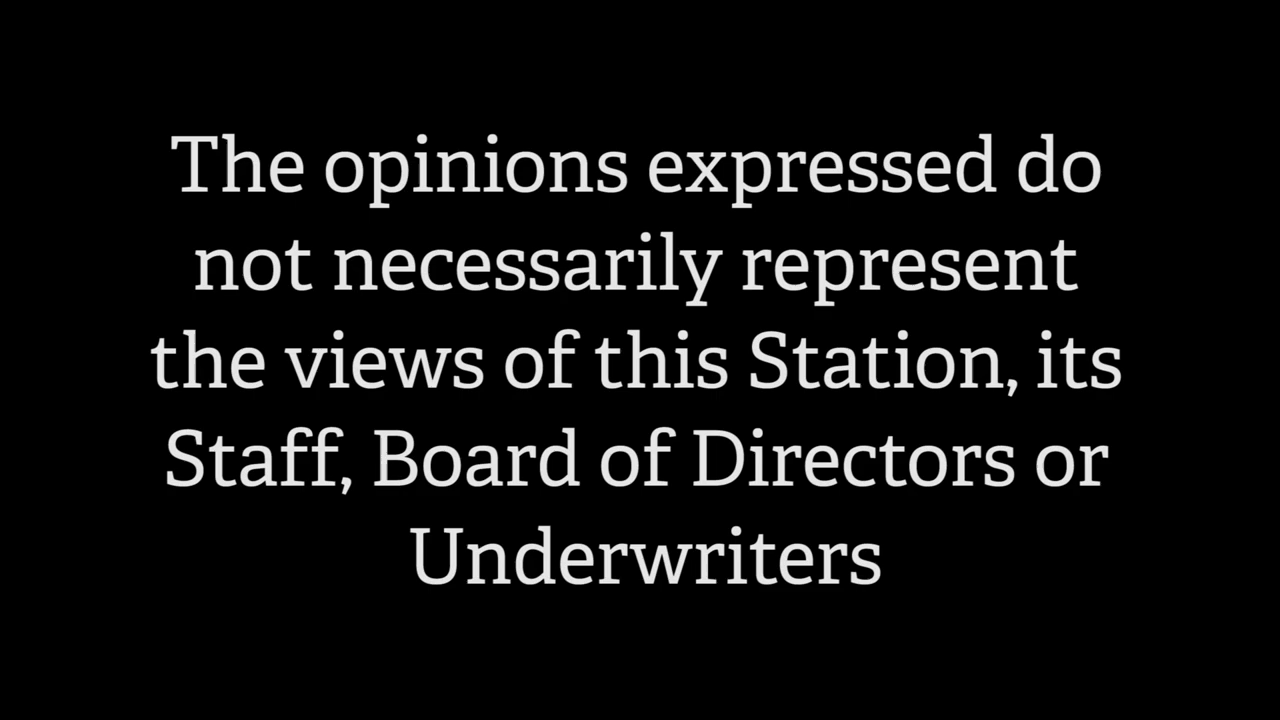 The opinions expressed do
not necessarily represent
the views of this Station, its
Staff, Board of Directors or
Underwriters